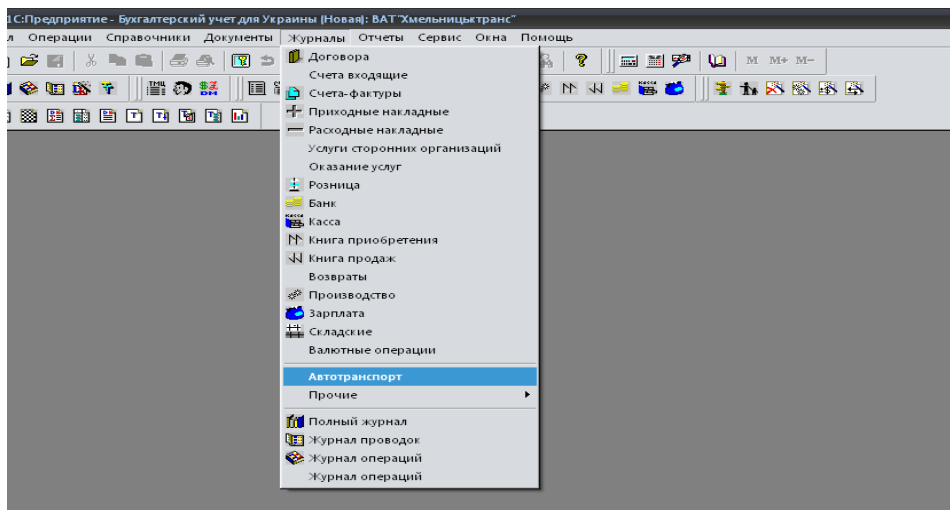 1С:Предприятие - Бухгалтерский учет для Украины (Новая): ВАТ"Хмельницьктранс"
л Операции Справочники Документы Журналы Отчеты Сервис Окна Помощь
M M+ M-
Договора
Счета входящие
Счета-фактуры
Приходные накладные
Расходные накладные
Услуги сторонних организаций
Оказание услуг
Розница
Банк
Касса
Книга приобретения
Книга продаж
Возвраты
Производство
Зарплата
Складские
Валютные операции
Автотранспорт
Прочие
Полный журнал
Журнал проводок
Журнал операций
Журнал операций